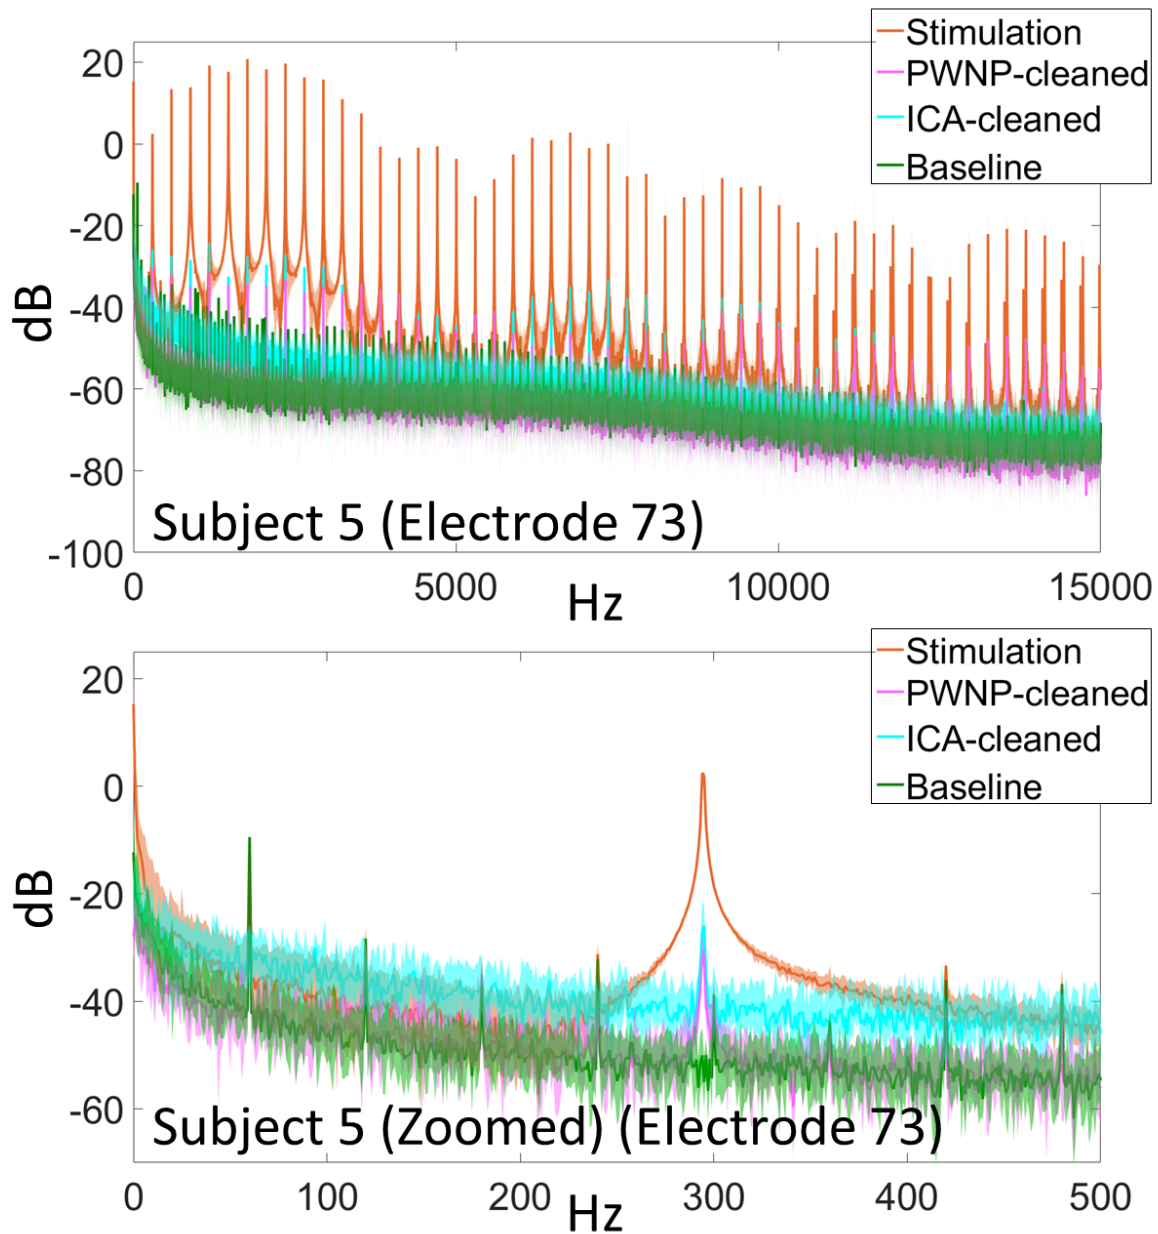 Stimulation
PWNP-cleaned
ICA-cleaned
Baseline
20
0
-20
-40
-60
-80
-100
dB
Subject 5 (Electrode 73)
0
5000
10000
15000
Hz
Stimulation
PWNP-cleaned
ICA-cleaned
Baseline
20
0
-20
-40
-60
dB
Subject 5 (Zoomed) (Electrode 73)
0
100
200
300
400
500
Hz